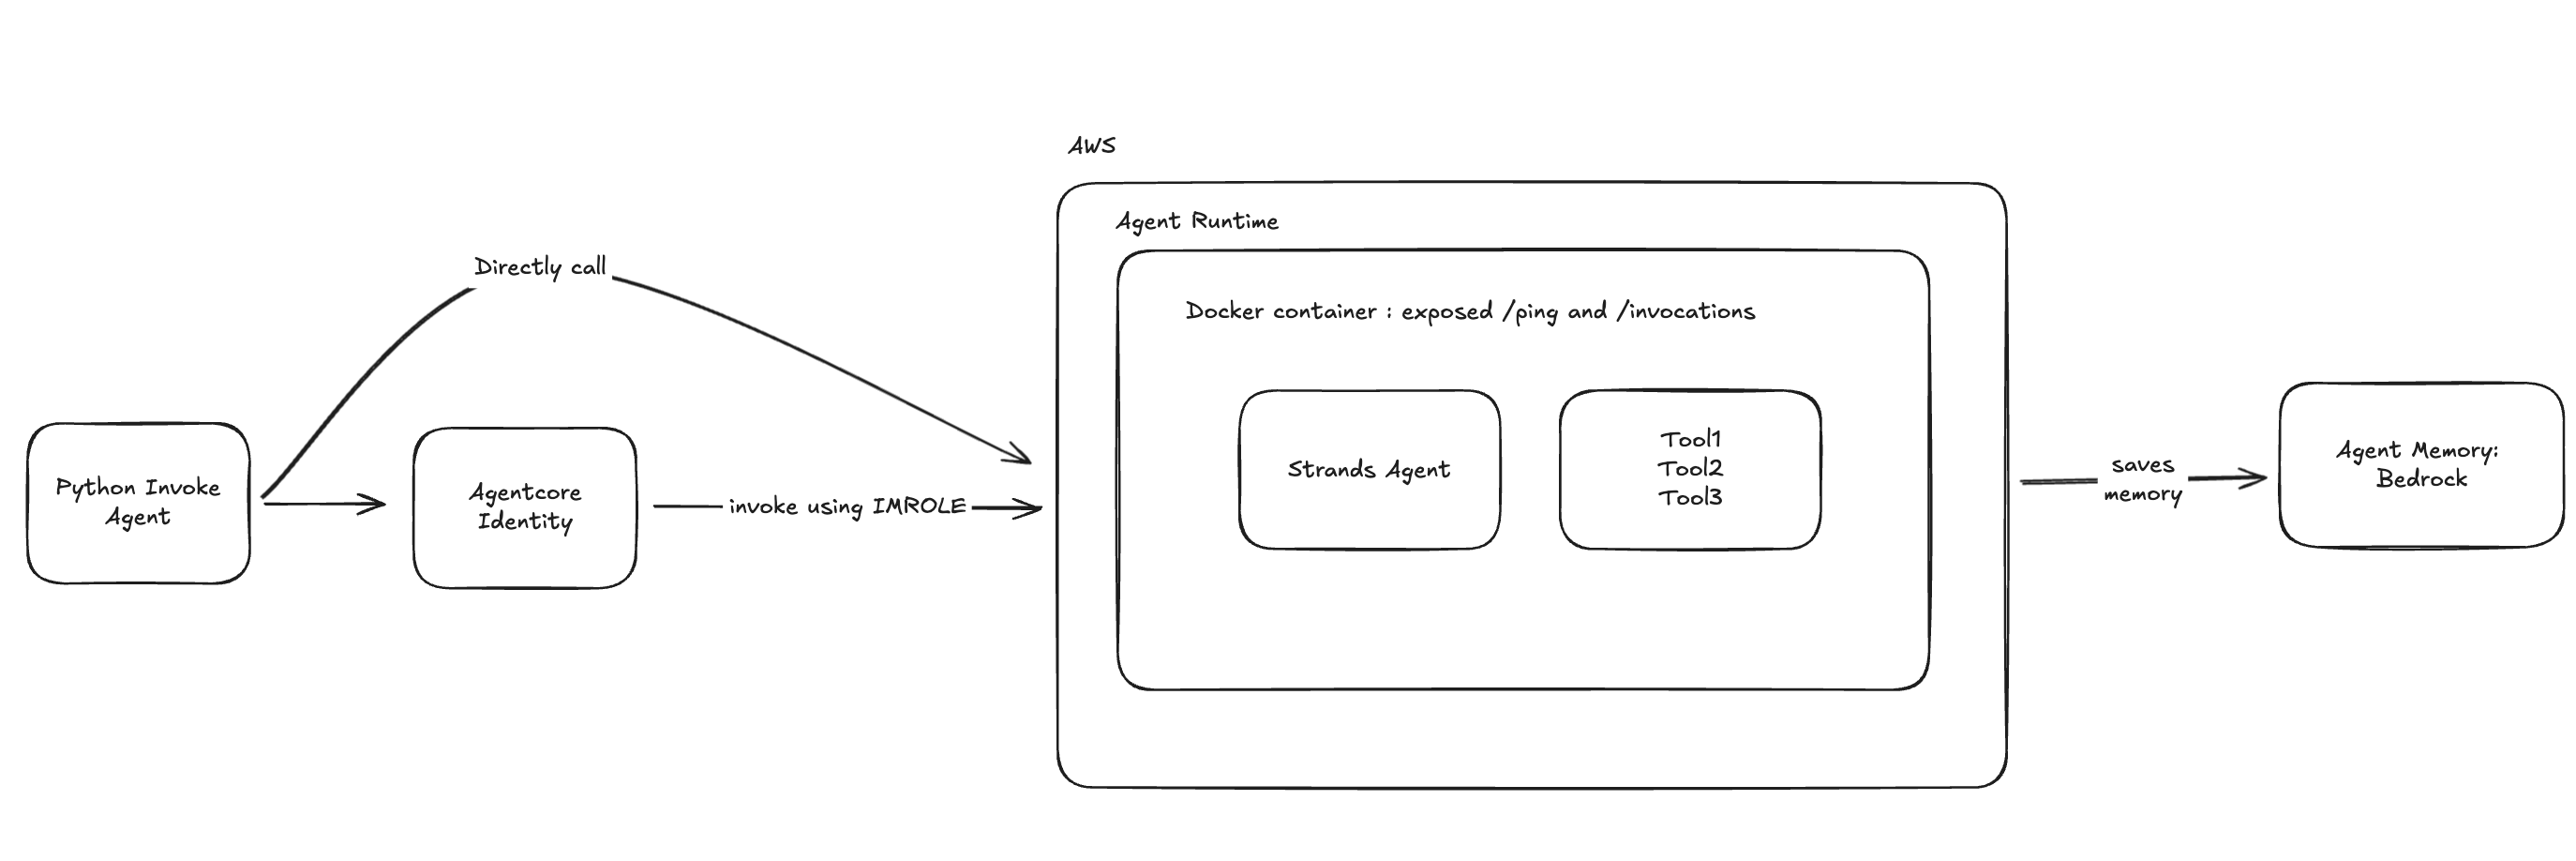 AWS
Agent Runtime
Directly call
Docker container : exposed /ping and /invocations
Python Invoke
Agent
Agentcore
Identity
invoke using IMROLE
Strands Agent
Tool1
Tool2
Tool3
saves
memory
Agent Memory:
Bedrock